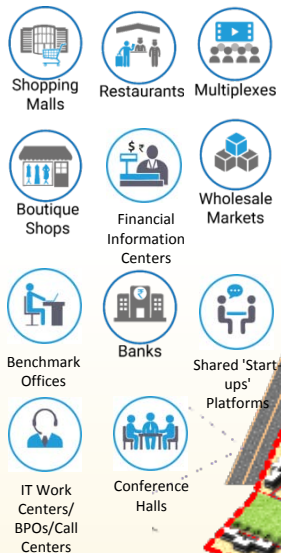 Shopping
Malls
Restaurants
Multiplexes
Boutique
Shops
$ ₹
Financial
Information
Centers
Wholesale
Markets
Benchmark
Offices
₹
Banks
Shared 'Start-
ups'
Platforms
IT Work
Centers/
BPOs/Call
Centers
Conference
Halls